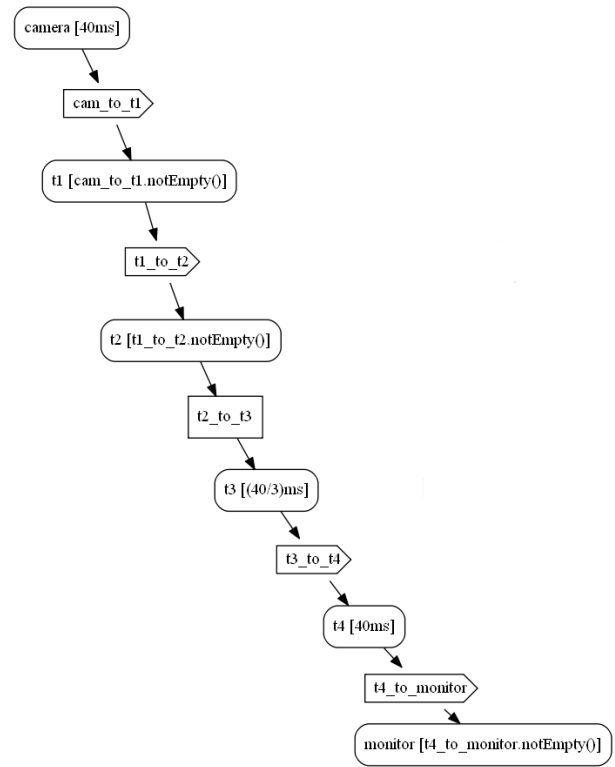 camera [40ms]
cam_to_t1
t1 [cam_to_t1.notEmpty()]
t1_to_t2
t2 [t1_to_t2.notEmpty()]
t2_to_t3
t3 [(40/3)ms]
t3_to_t4
t4 [40ms]
t4_to_monitor
monitor [t4_to_monitor.notEmpty()]